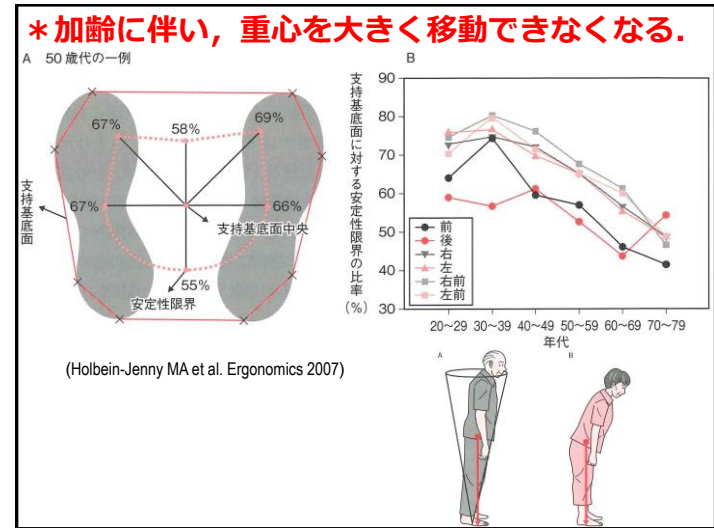 ＊加齢に伴い，重心を大きく移動できなくなる．
A 50歳代の一例
67%
58%
69%
67%
66%
55%
支持基底面
支持基底面中央
安定性限界
B
支持基底面に対する安定性限界の比率
(%)
90
80
70
60
50
40
30
前
後
右
左
右前
左前
20〜29 30〜39 40〜49 50〜59 60〜69 70〜79
年代
(Holbein-Jenny MA et al. Ergonomics 2007)
A
B